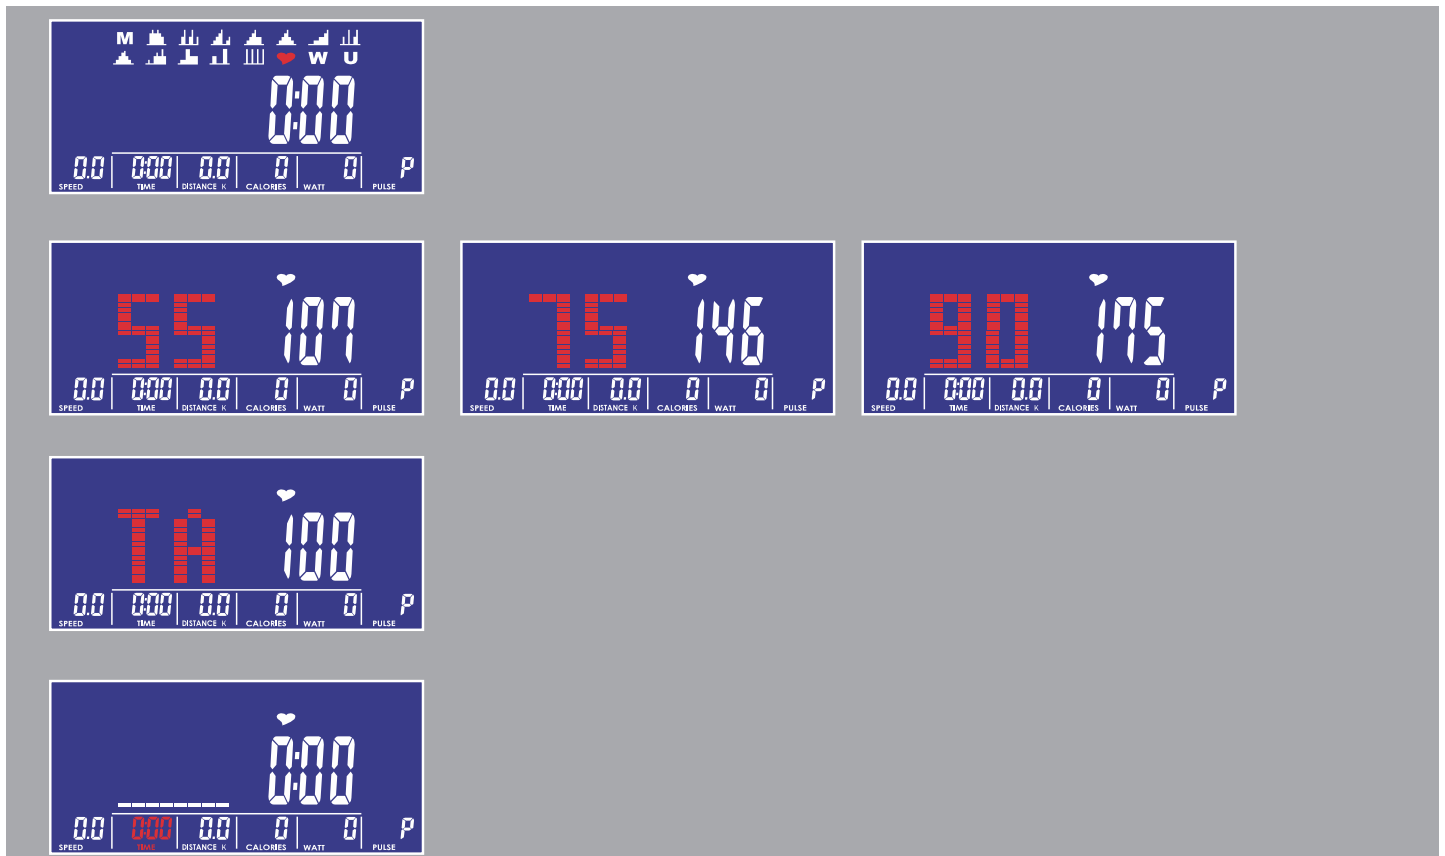 M
W U
0:00
0.0 0:00 0.0 0 0 P
SPEED TIME DISTANCE K CALORIES WATT PULSE
55 107
0.0 0:00 0.0 0 0 P
SPEED TIME DISTANCE K CALORIES WATT PULSE
75 146
0.0 0:00 0.0 0 0 P
SPEED TIME DISTANCE K CALORIES WATT PULSE
90 175
0.0 0:00 0.0 0 0 P
SPEED TIME DISTANCE K CALORIES WATT PULSE
TA 100
0.0 0:00 0.0 0 0 P
SPEED TIME DISTANCE K CALORIES WATT PULSE
0:00
0.0 0:00 0.0 0 0 P
SPEED TIME DISTANCE K CALORIES WATT PULSE